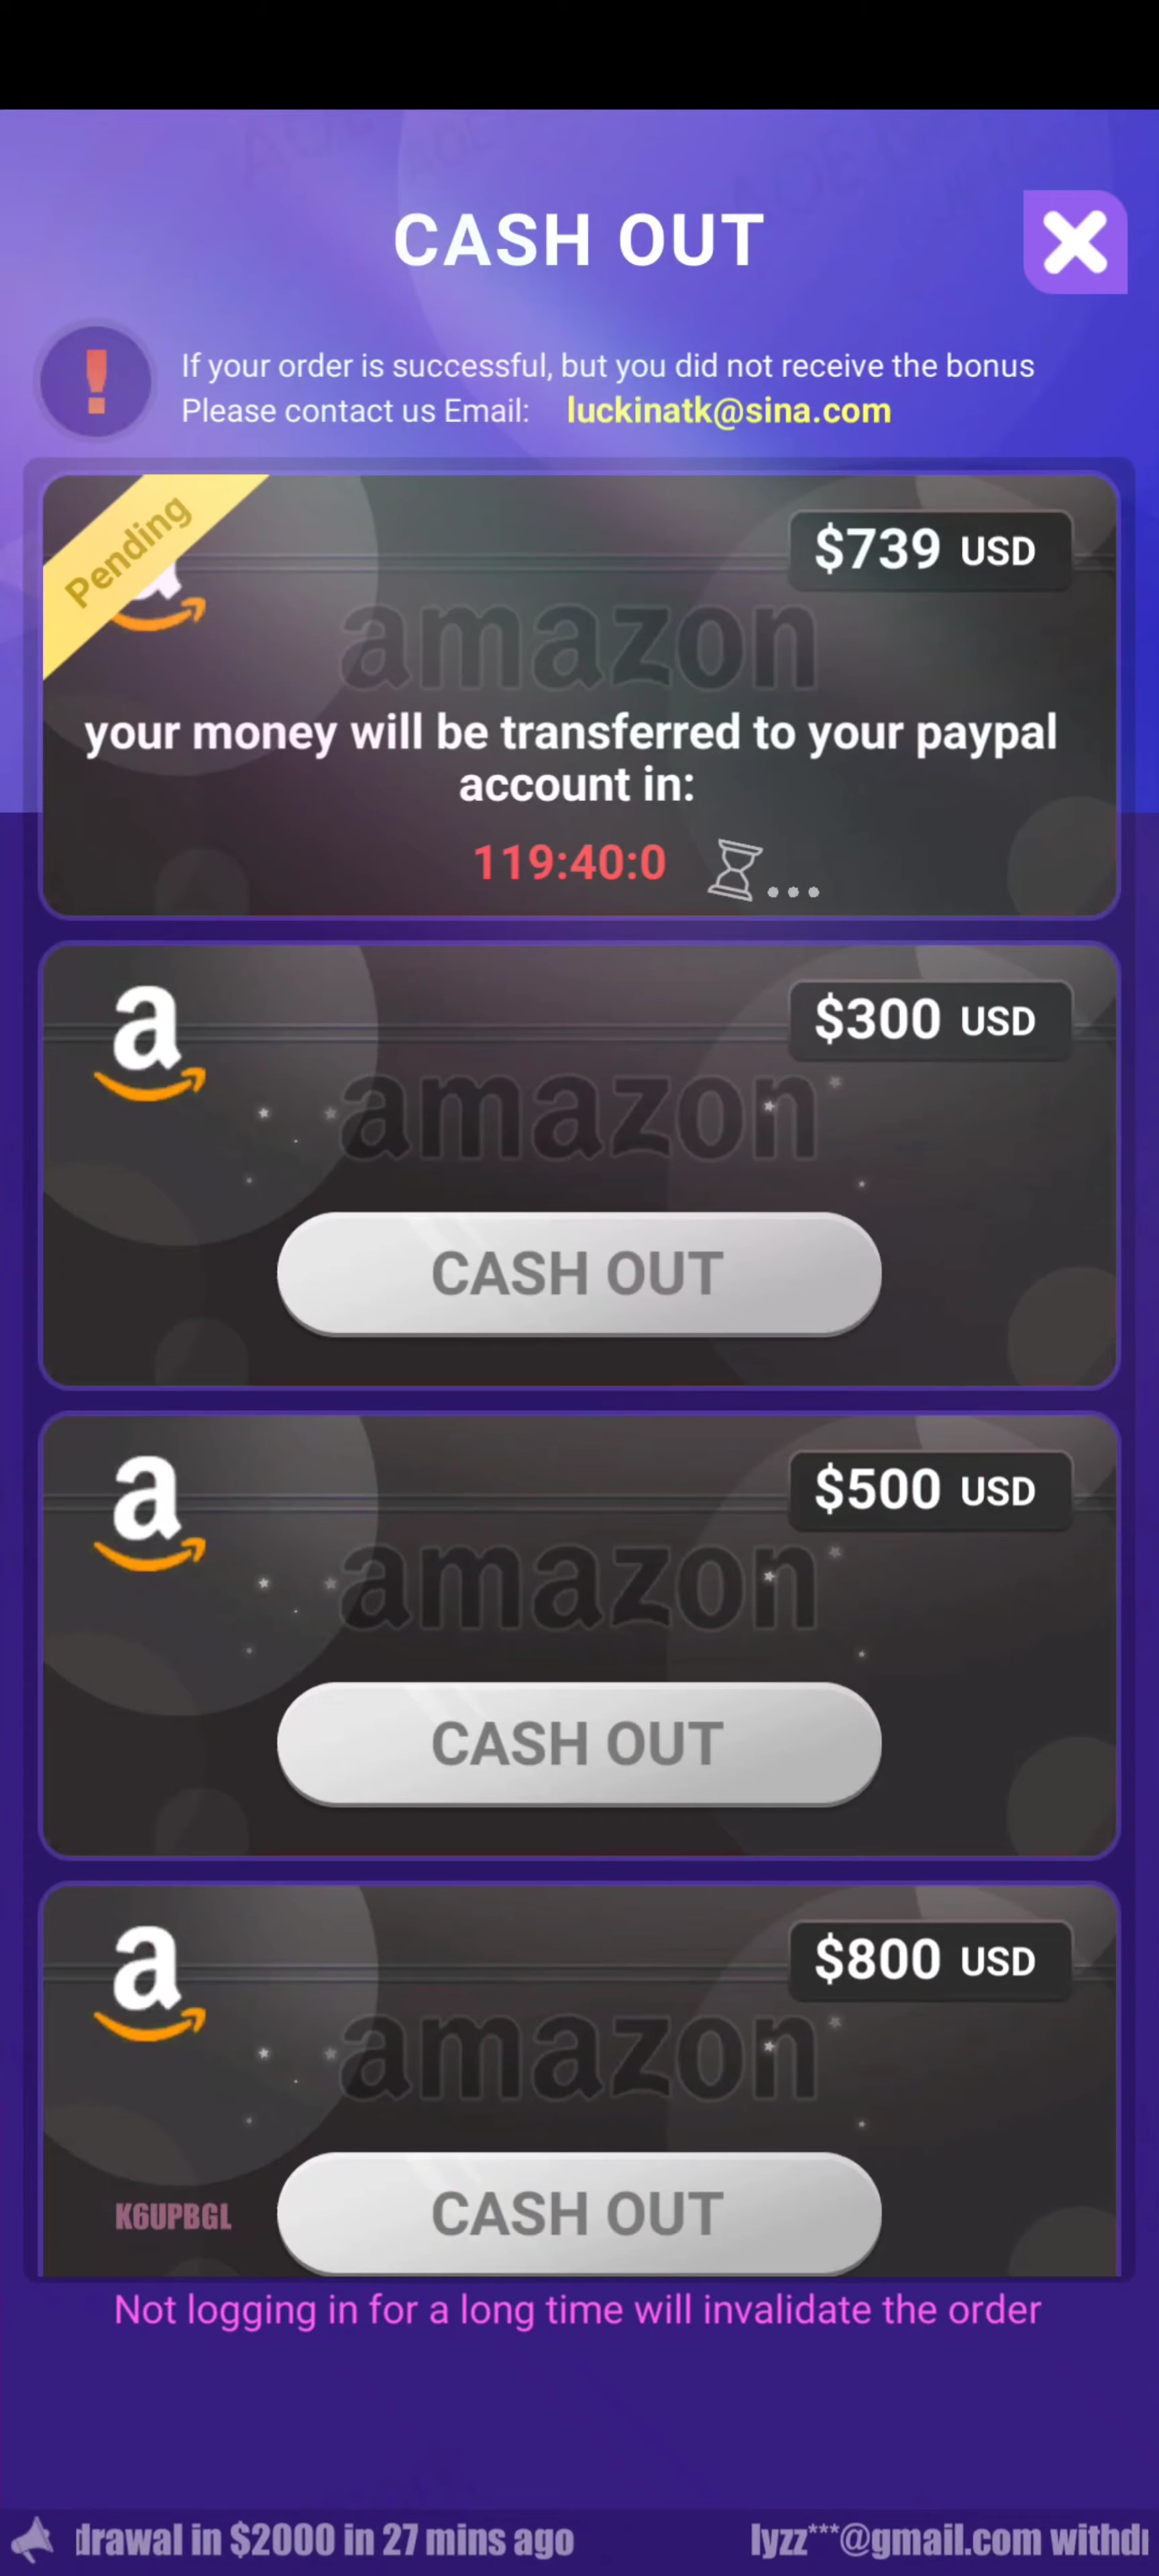 CASH OUT
If your order is successful, but you did not receive the bonus
Please contact us Email: luckinatk@sina.com
Pending
$739 USD
amazon
your money will be transferred to your paypal
account in:
119:40:0
a
$300 USD
amazon
CASH OUT
a
$500 USD
amazon
CASH OUT
a
$800 USD
amazon
K6UPBGL
CASH OUT
Not logging in for a long time will invalidate the order
drawal in $2000 in 27 mins ago
lyzz***@gmail.com withd